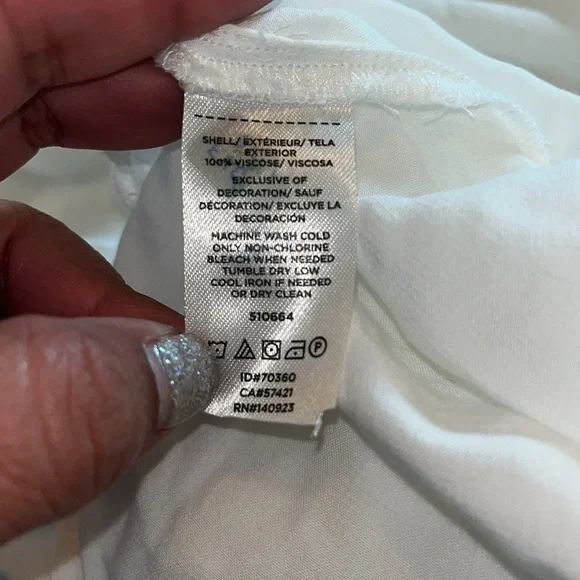 SHELL/ EXTÉRIEUR/ TELA
EXTERIOR
100% VISCOSE/ VISCOSA
EXCLUSIVE OF
DECORATION/ SAUF
DÉCORATION/ EXCLUYE LA
DECORACIÓN
MACHINE WASH COLD
ONLY NON-CHLORINE
BLEACH WHEN NEEDED
TUMBLE DRY LOW
COOL IRON IF NEEDED
OR DRY CLEAN
510664
P
ID#70360
CA#57421
RN#140923